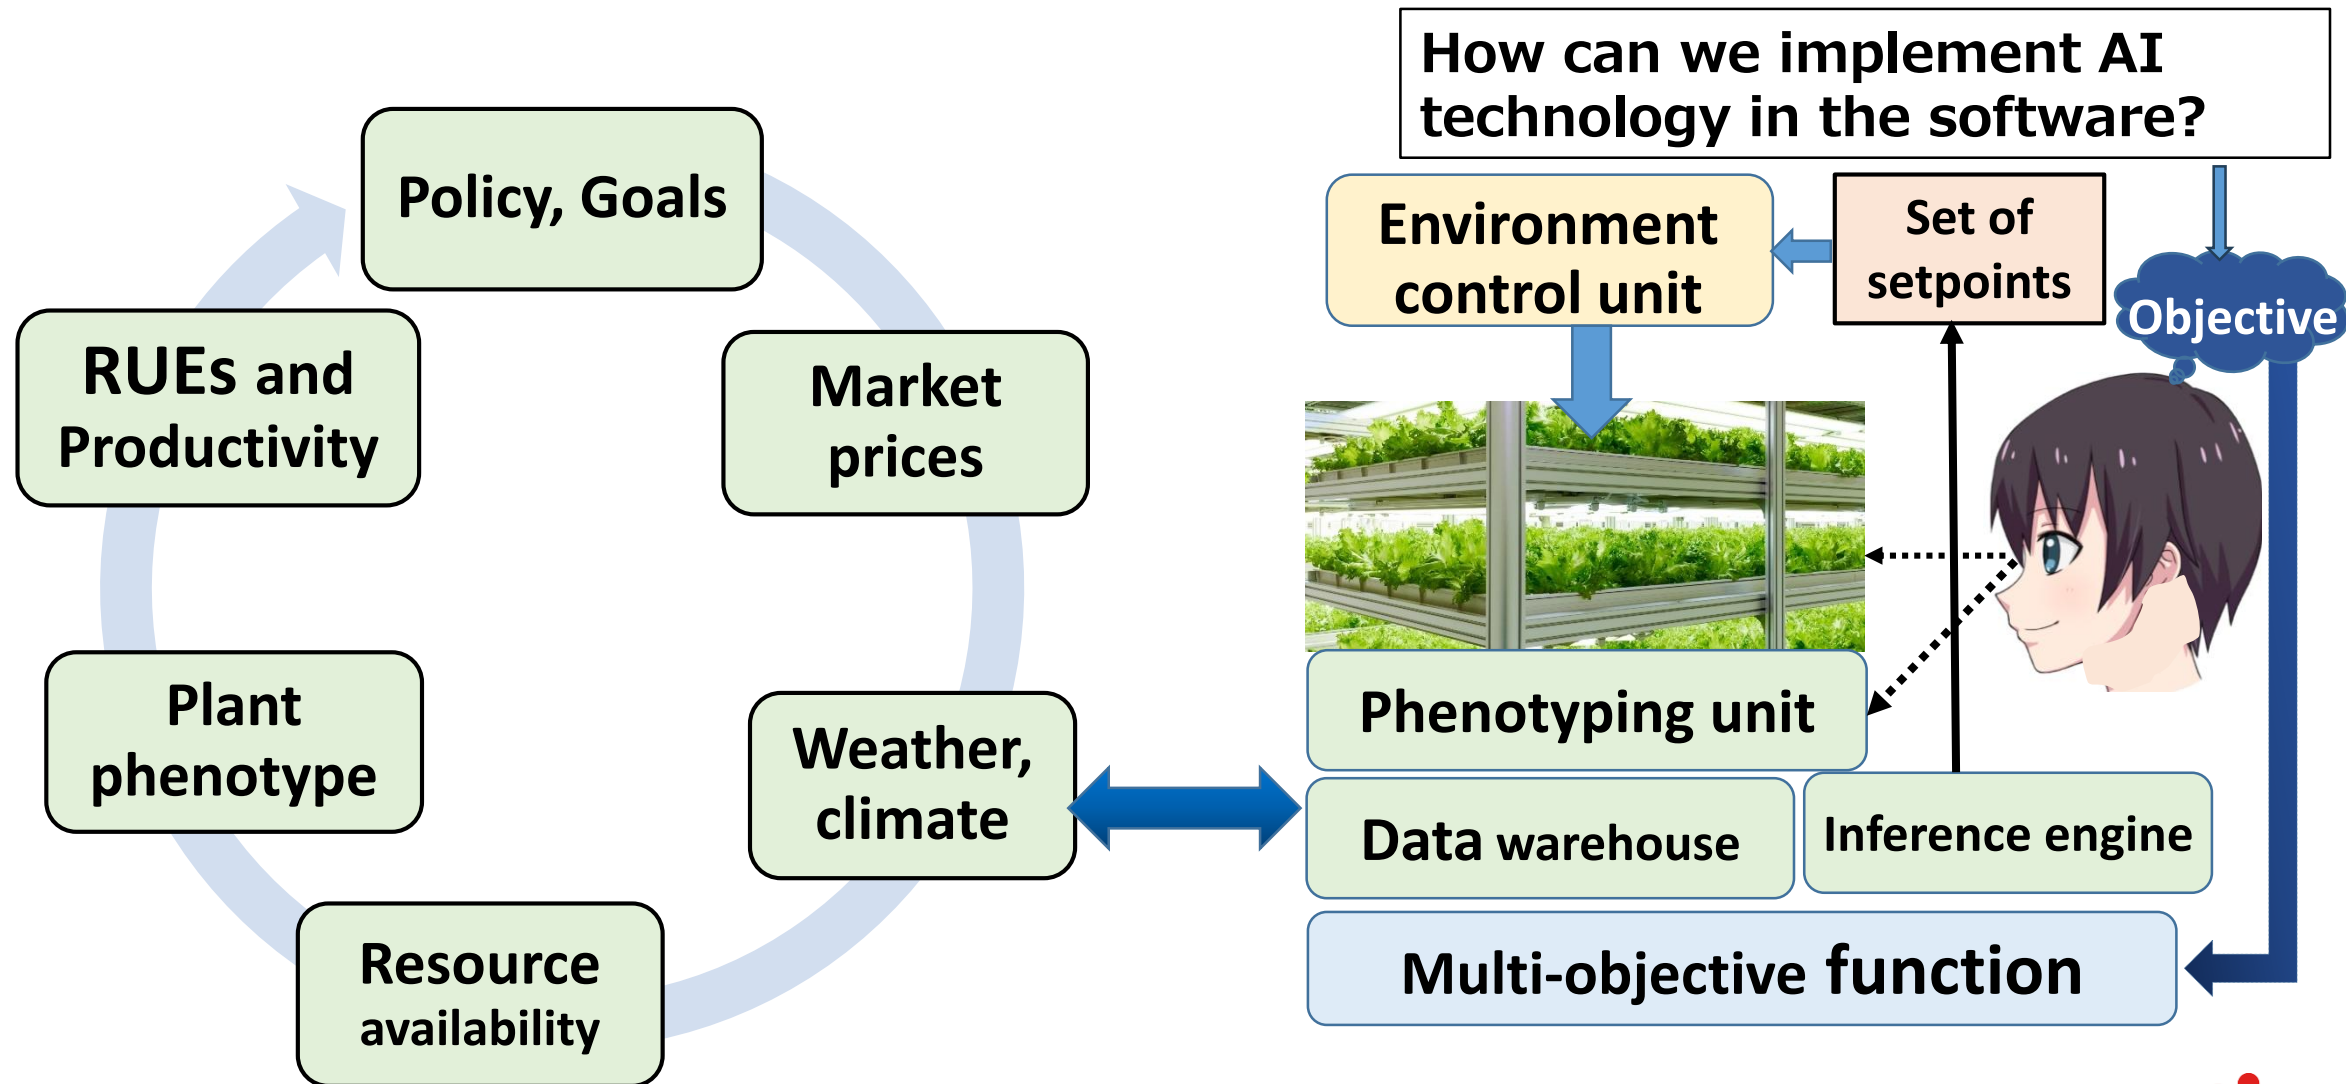 How can we implement AI
technology in the software?
Policy, Goals
Market
prices
Weather,
climate
Resource
availability
Plant
phenotype
RUEs and
Productivity
Environment
control unit
Set of
setpoints
Objective
Phenotyping unit
Data warehouse
Inference engine
Multi-objective function